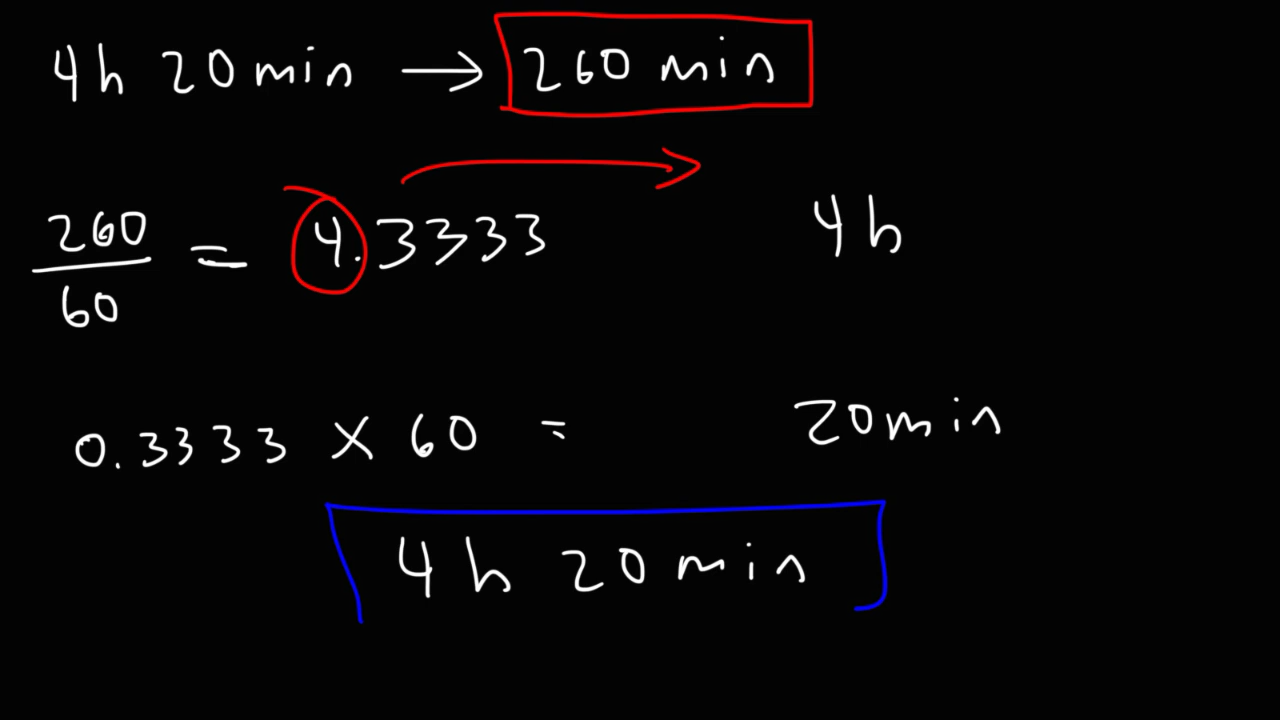 4h 20min → 260 min
260/60 = 4.3333 4h
0.3333 × 60 = 20min
4h 20min